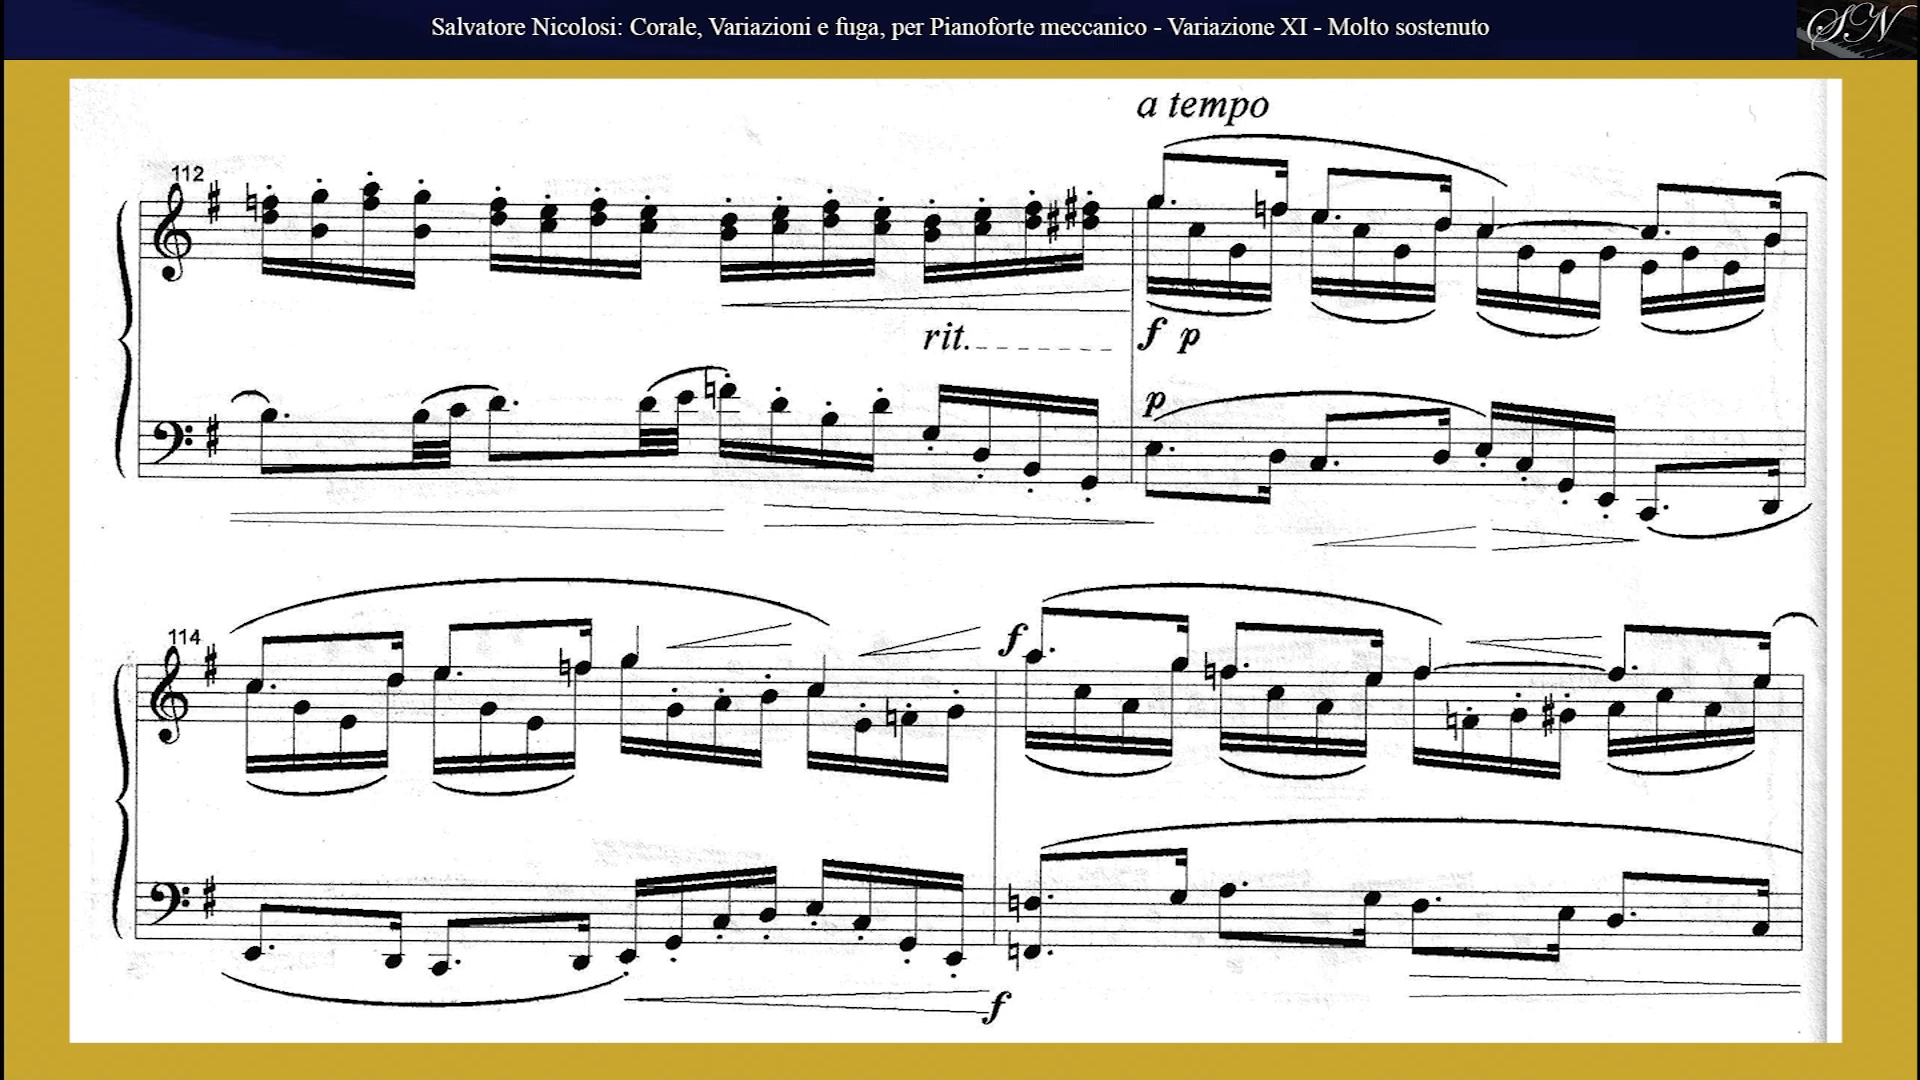 Salvatore Nicolosi: Corale, Variazioni e fuga, per Pianoforte meccanico - Variazione XI - Molto sostenuto
SN
a tempo
112
rit.
f p
p
114
f
f